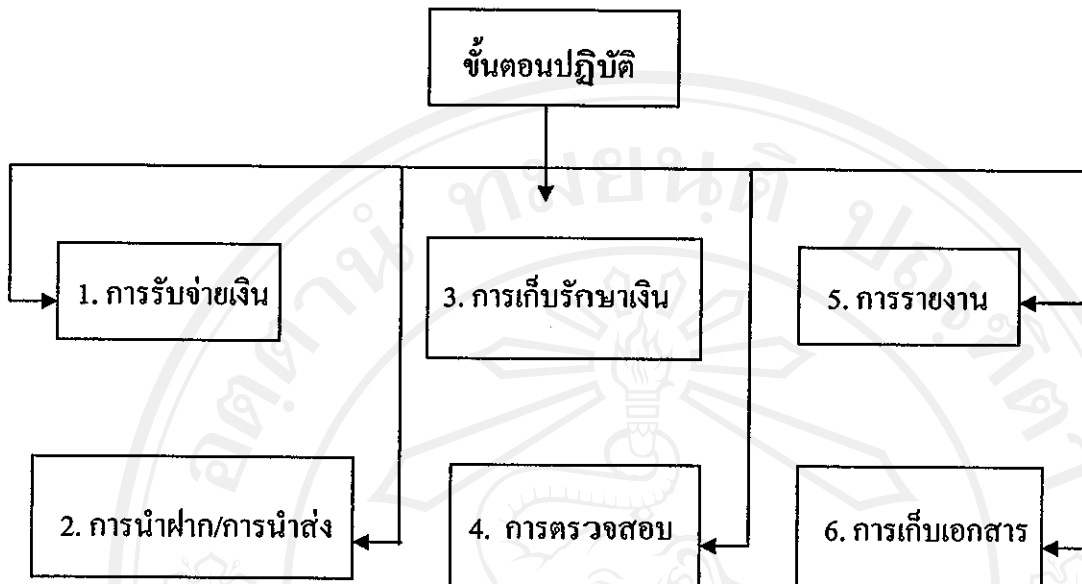 ขั้นตอนปฏิบัติ
1. การรับจ่ายเงิน
3. การเก็บรักษาเงิน
5. การรายงาน
2. การนำฝาก/การนำส่ง
4. การตรวจสอบ
6. การเก็บเอกสาร